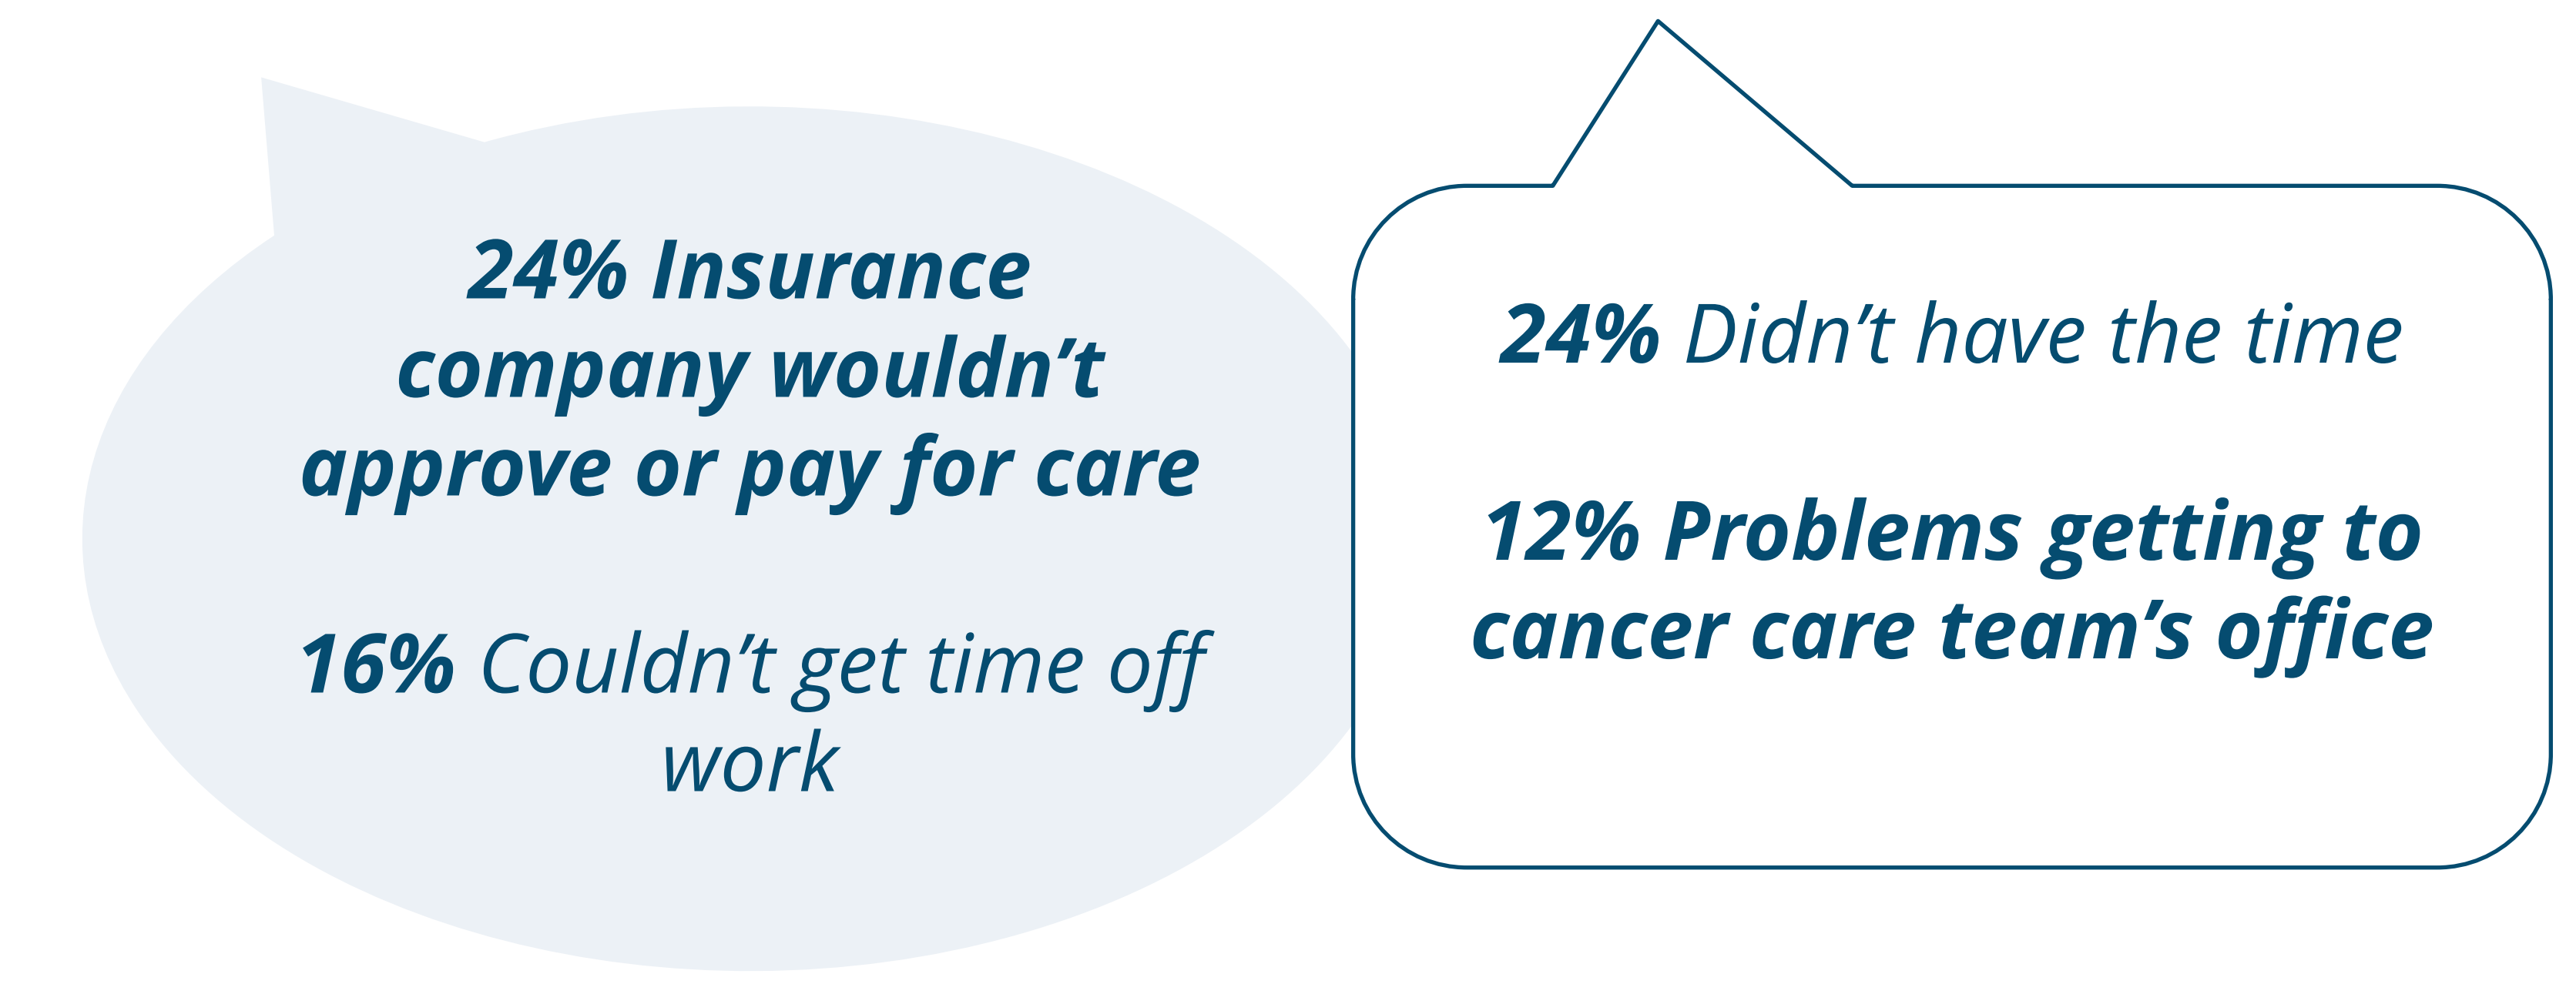 24% Insurance
company wouldn’t
approve or pay for care
16% Couldn’t get time off
work
24% Didn’t have the time
12% Problems getting to
cancer care team’s office